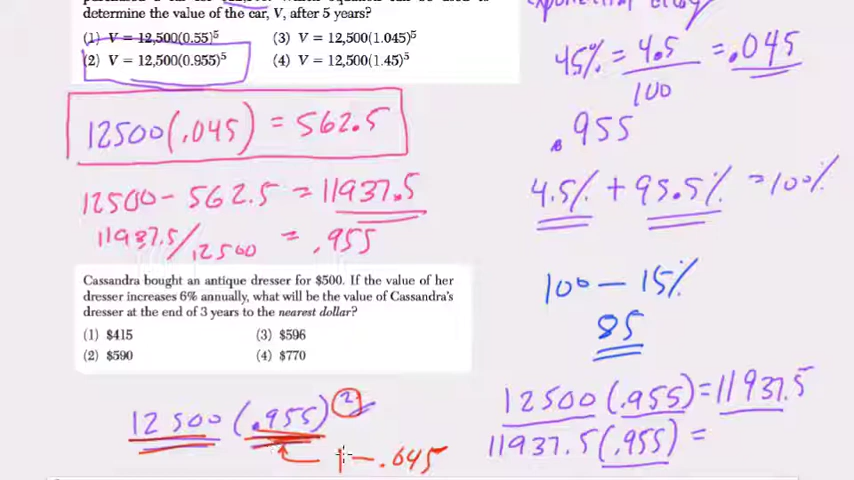 determine the value of the car, V, after 5 years?
(1) V = 12,500(0.55)⁵ (3) V = 12,500(1.045)⁵
(2) V = 12,500(0.955)⁵ (4) V = 12,500(1.45)⁵
45% = 4.5/100 = .045
.955
12500(.045) = 562.5
12500 - 562.5 = 11937.5
11937.5/12500 = .955
4.5% + 95.5% = 100%
Cassandra bought an antique dresser for $500. If the value of her
dresser increases 6% annually, what will be the value of Cassandra's
dresser at the end of 3 years to the nearest dollar?
(1) $415 (3) $596
(2) $590 (4) $770
100 - 15%
85
12500 (.955)²
1 - .045
12500(.955) = 11937.5
11937.5(.955) =